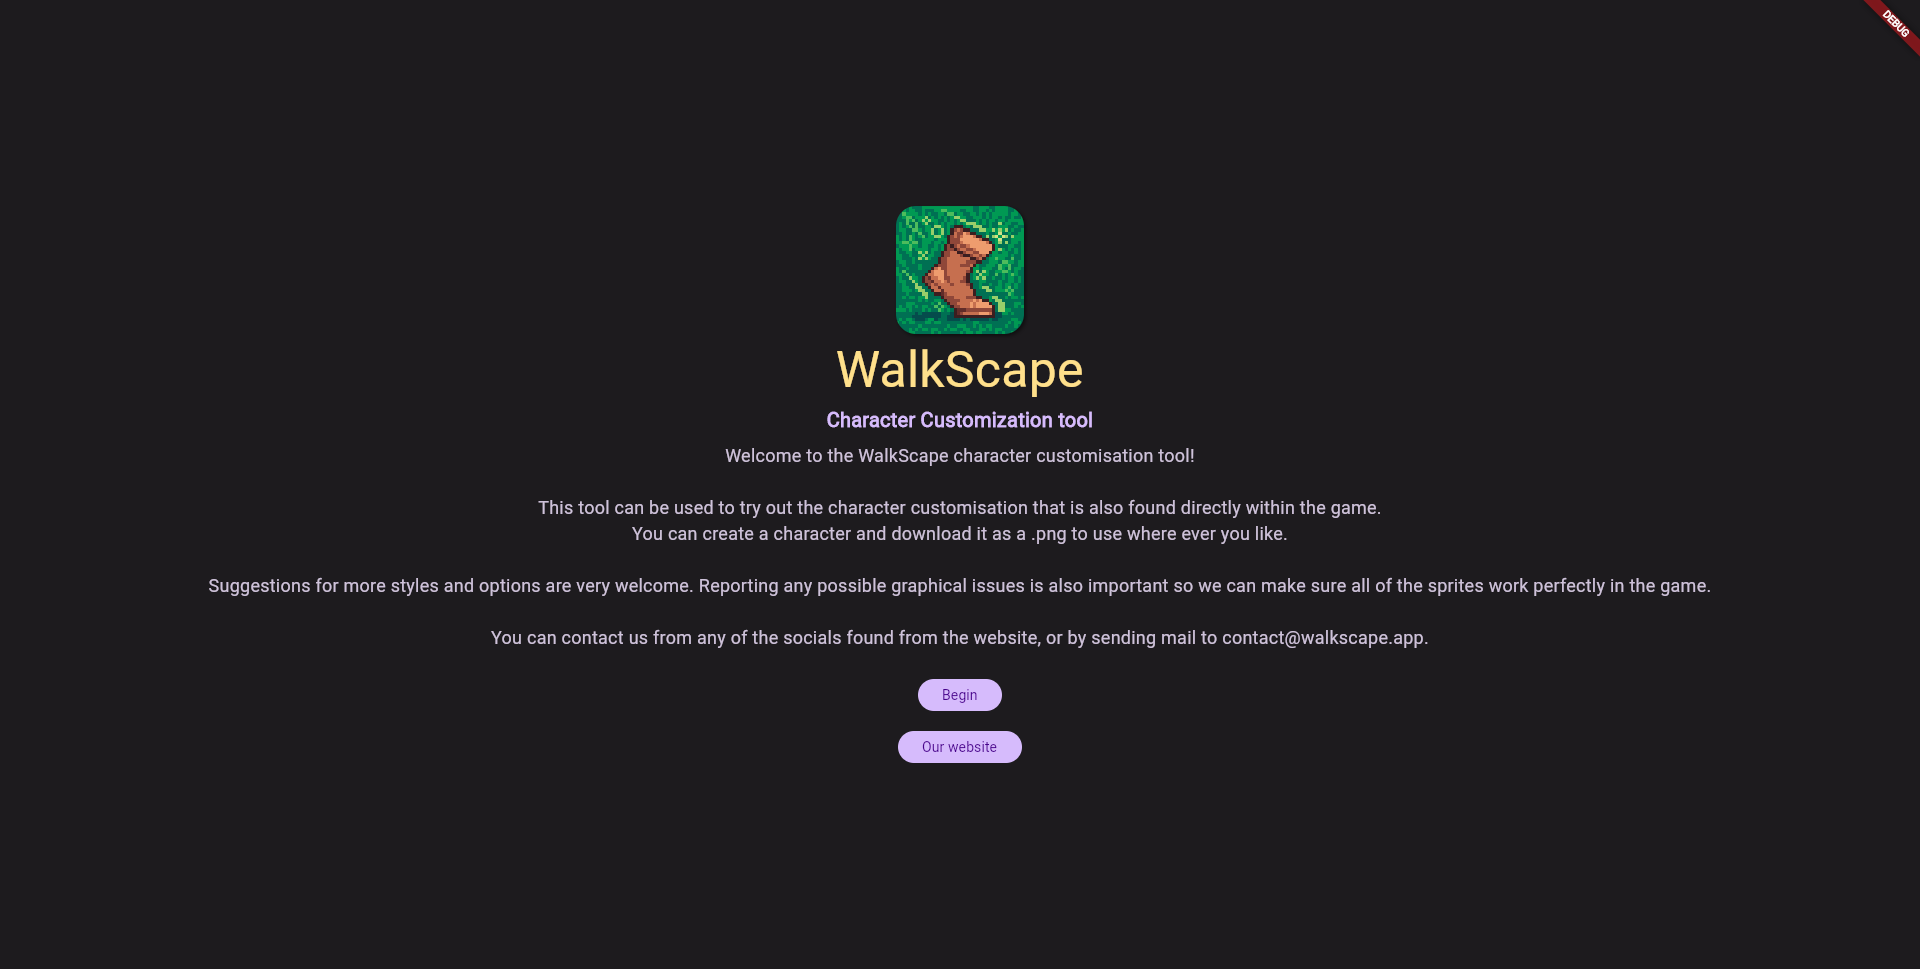 DEBUG
WalkScape
Character Customization tool
Welcome to the WalkScape character customisation tool!
This tool can be used to try out the character customisation that is also found directly within the game.
You can create a character and download it as a .png to use where ever you like.
Suggestions for more styles and options are very welcome. Reporting any possible graphical issues is also important so we can make sure all of the sprites work perfectly in the game.
You can contact us from any of the socials found from the website, or by sending mail to contact@walkscape.app.
Begin
Our website